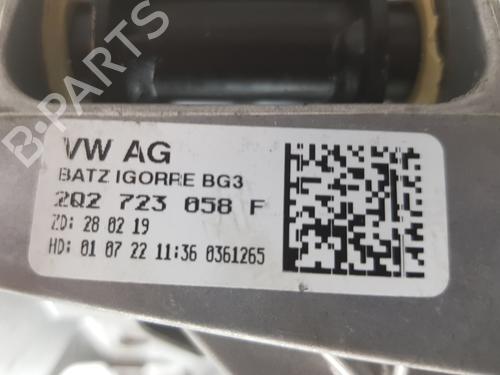 B-PARTS
VW AG
BATZ IGORRE BG3
2Q2 723 058 F
ZD: 28 02 19
HD: 01 07 22 11:36 0361265